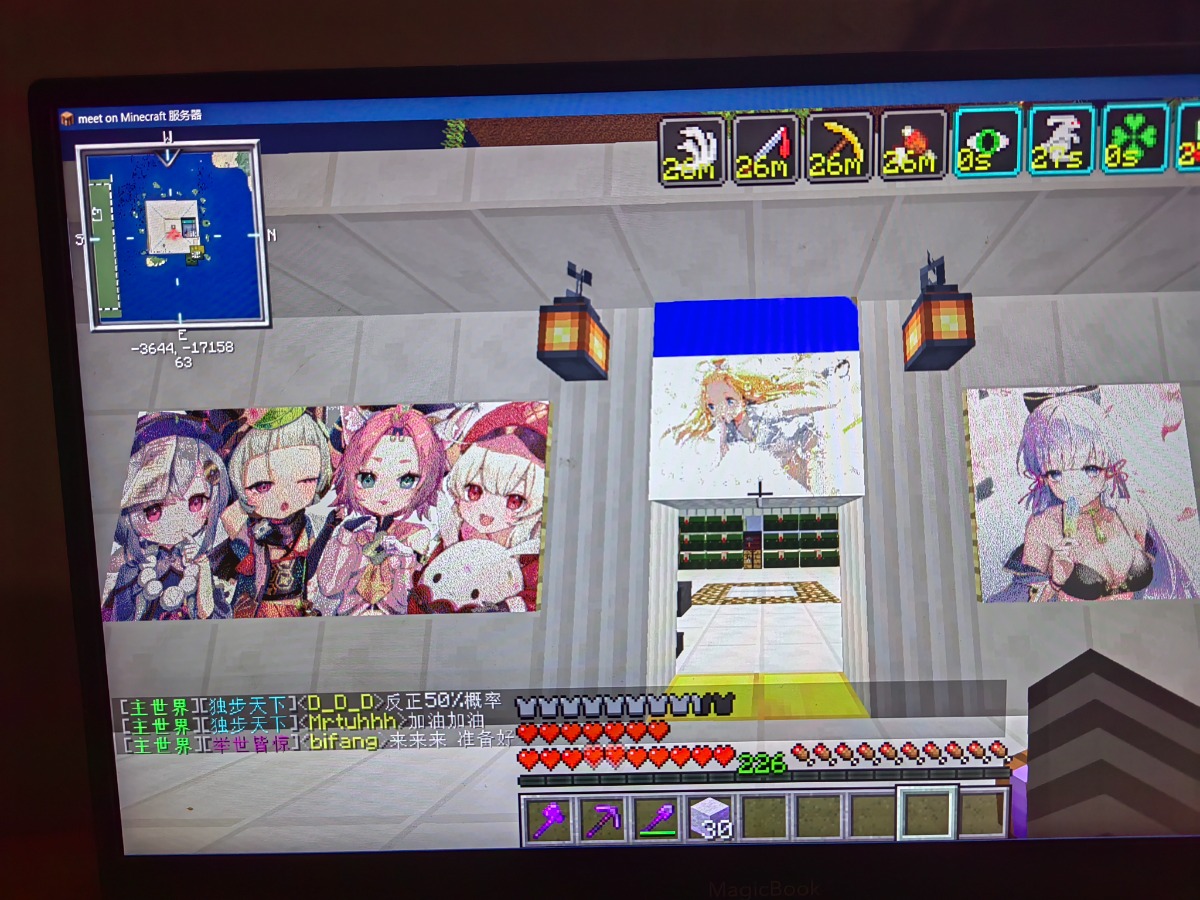 meet on Minecraft 服务器
W
S
N
E
-3644, -17158
63
26M
26M
26M
0s
27s
0s
[主世界][独步天下]<D_D_D>反正50%概率
[主世界][独步天下]<Mrtuhhh>加油加油
[主世界][举世皆惊]<bifang>来来来 准备好
226
30
MagicBook